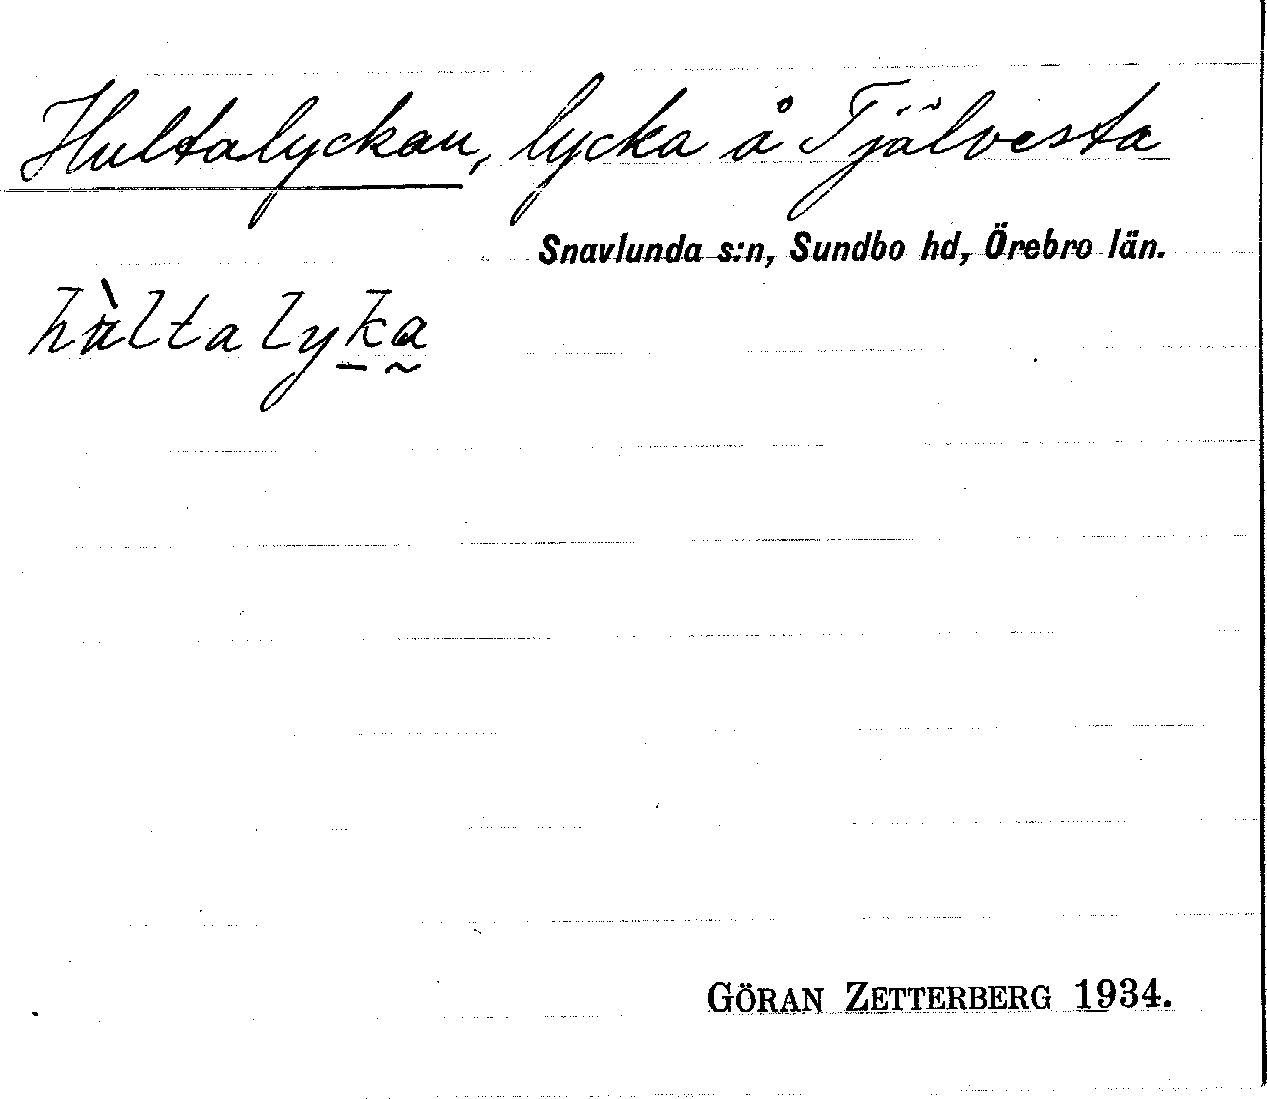 Hultalyckan, lycka å Tjälvesta
Snavlunda s:n, Sundbo hd, Örebro län.
hùltalyka
GÖRAN ZETTERBERG 1934.